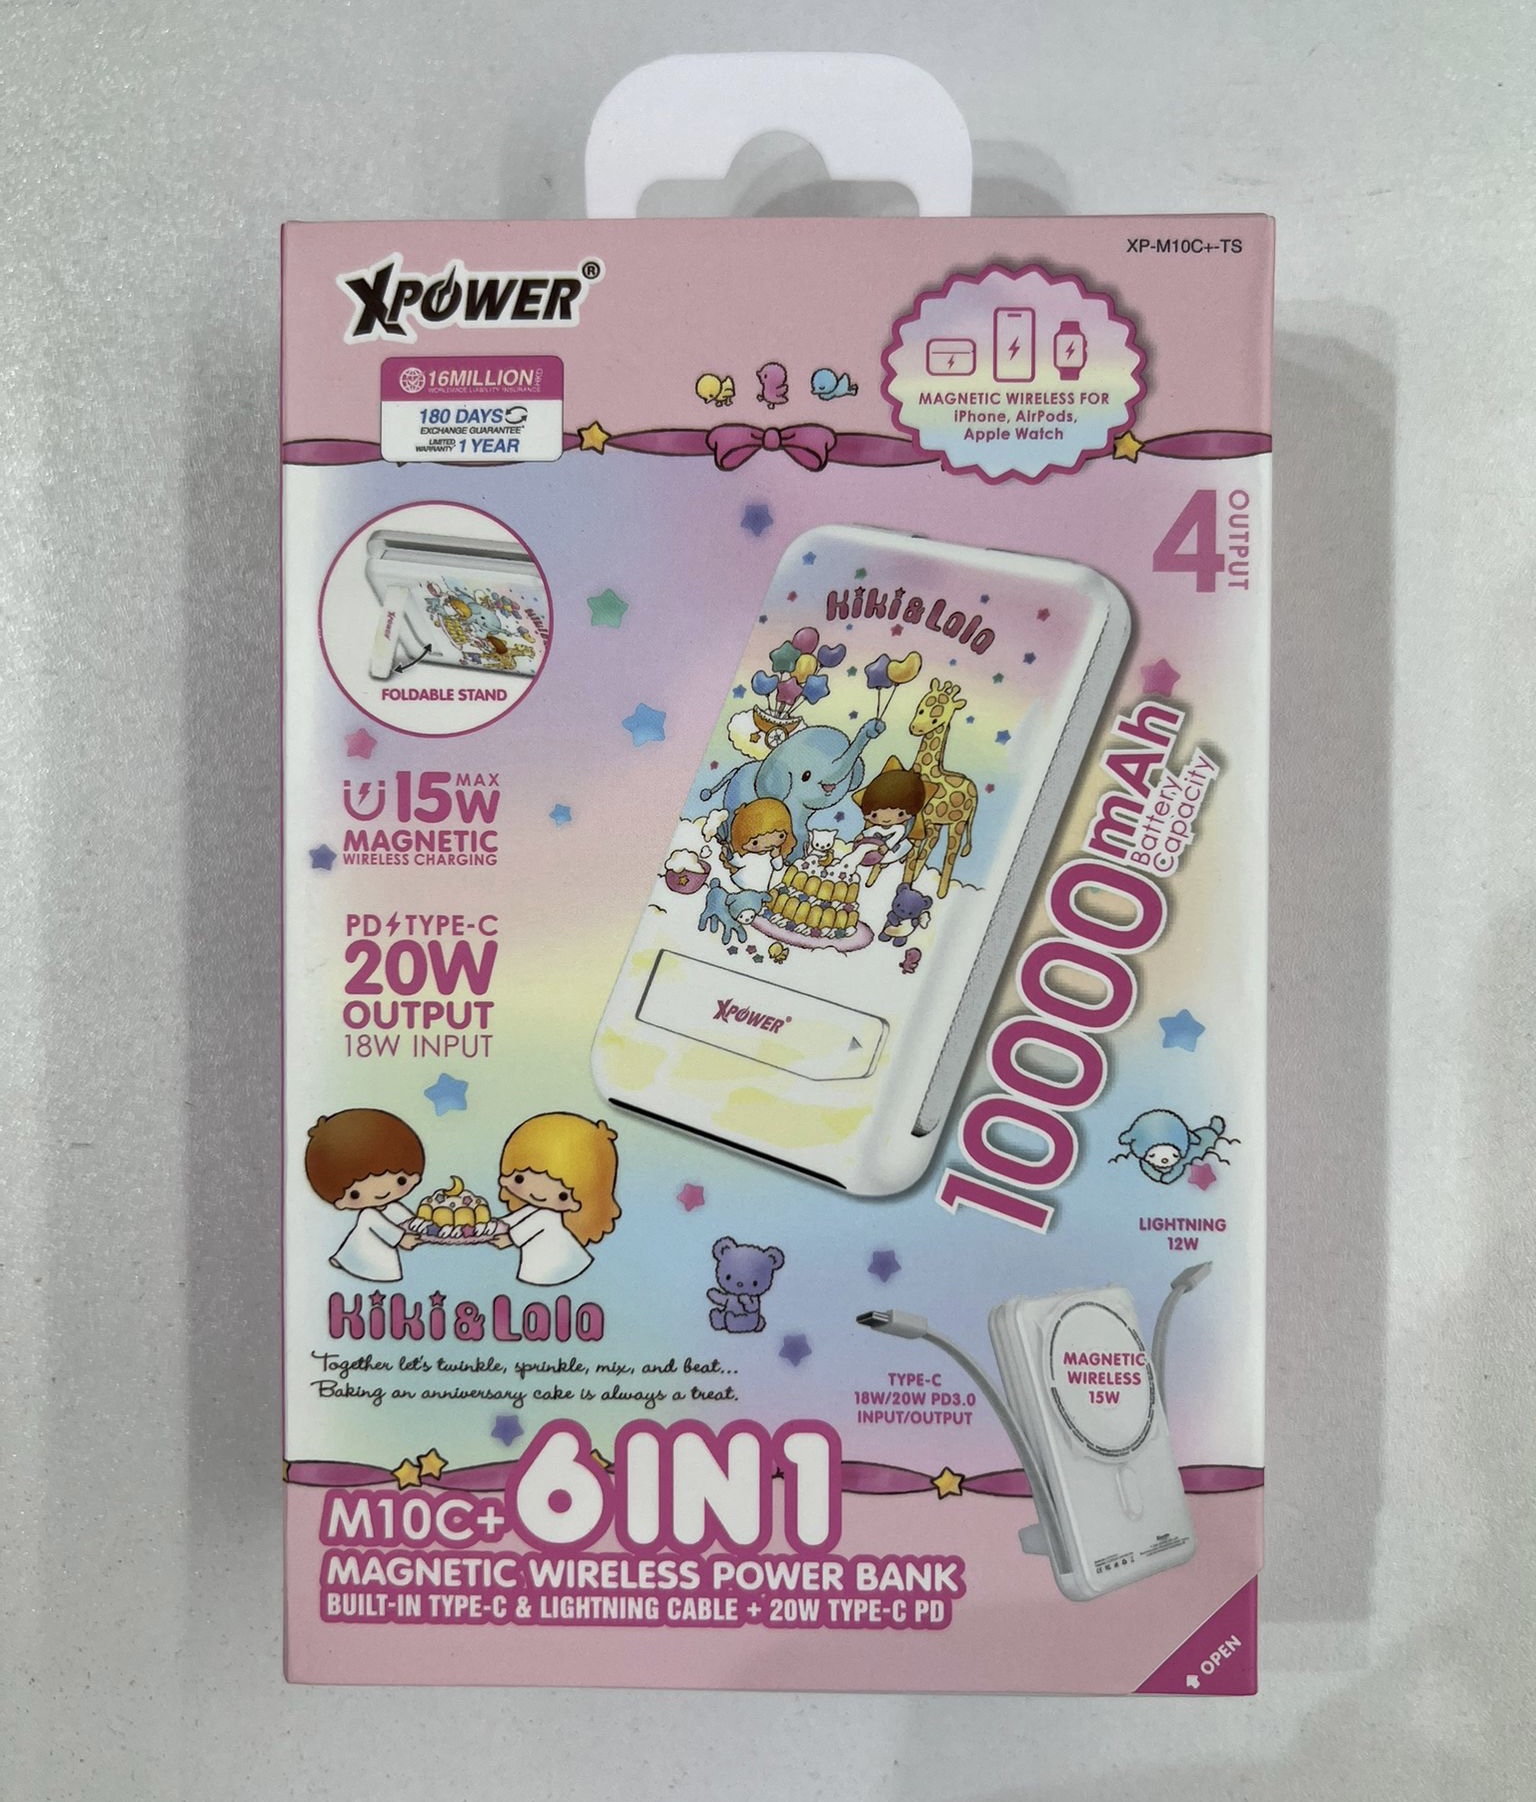 XP-M10C+-TS
XPOWER®
16MILLION HKD
WORLDWIDE LIABILITY INSURANCE
180 DAYS
EXCHANGE GUARANTEE*
LIMITED WARRANTY 1 YEAR
MAGNETIC WIRELESS FOR
iPhone, AirPods,
Apple Watch
4 OUTPUT
FOLDABLE STAND
Kiki&Lala
15W MAX
MAGNETIC
WIRELESS CHARGING
PD TYPE-C
20W
OUTPUT
18W INPUT
XPOWER®
10000mAh
Battery
Capacity
Kiki&Lala
Together let's twinkle, sprinkle, mix, and beat...
Baking an anniversary cake is always a treat.
LIGHTNING
12W
TYPE-C
18W/20W PD3.0
INPUT/OUTPUT
MAGNETIC
WIRELESS
15W
M10C+ 6IN1
MAGNETIC WIRELESS POWER BANK
BUILT-IN TYPE-C & LIGHTNING CABLE + 20W TYPE-C PD
OPEN